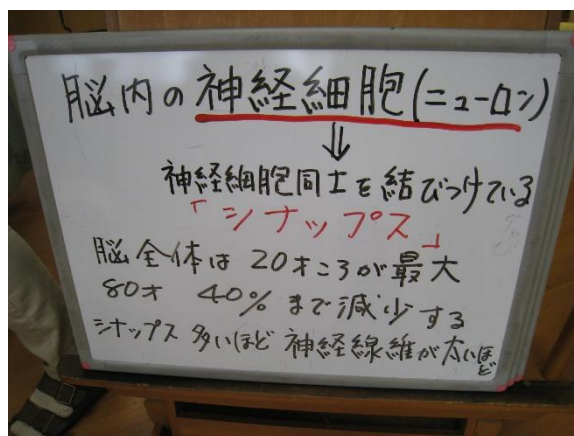 脳内の神経細胞(ニューロン)
⇓
神経細胞同士を結びつけている
「シナップス」
脳全体は20才ころが最大
80才 40%まで減少する
シナップス 多いほど 神経線維が太いほど